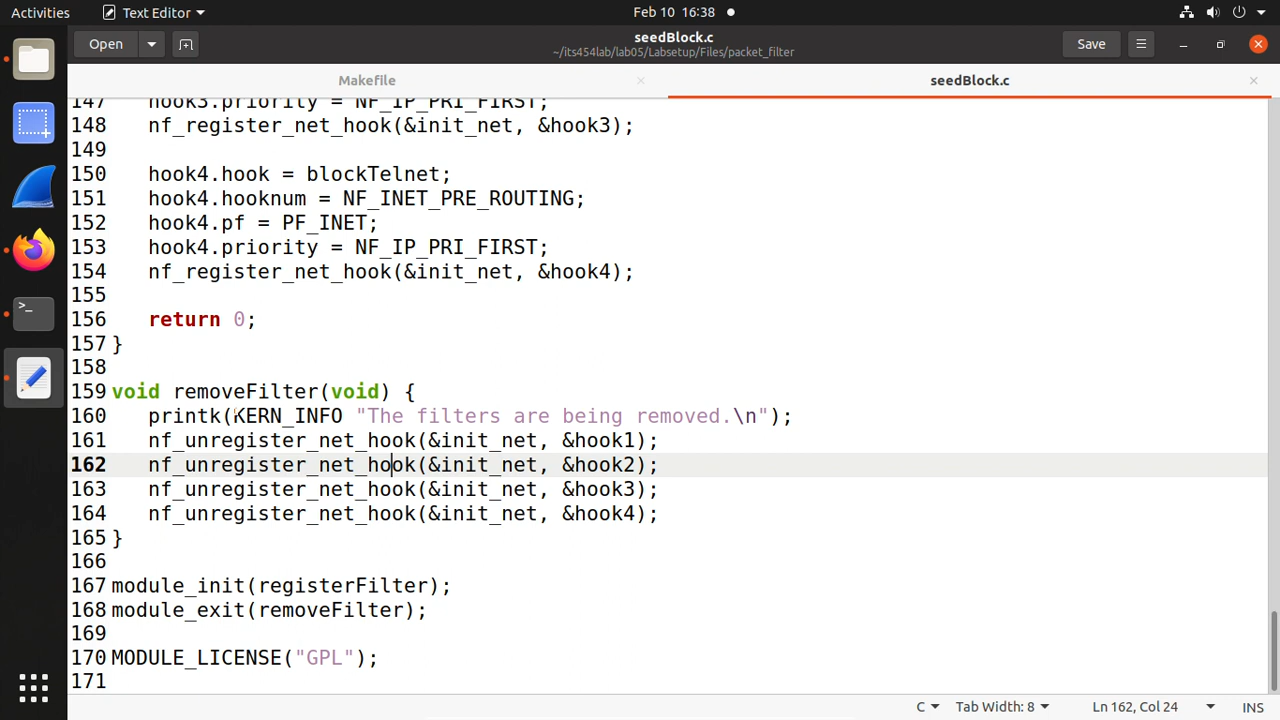 Activities
Text Editor
Feb 10 16:38
Open
seedBlock.c
~/its454lab/lab05/Labsetup/Files/packet_filter
Save
Makefile
seedBlock.c
147 hook3.priority = NF_IP_PRI_FIRST;
148 nf_register_net_hook(&init_net, &hook3);
149
150 hook4.hook = blockTelnet;
151 hook4.hooknum = NF_INET_PRE_ROUTING;
152 hook4.pf = PF_INET;
153 hook4.priority = NF_IP_PRI_FIRST;
154 nf_register_net_hook(&init_net, &hook4);
155
156 return 0;
157 }
158
159 void removeFilter(void) {
160 printk(KERN_INFO "The filters are being removed.\n");
161 nf_unregister_net_hook(&init_net, &hook1);
162 nf_unregister_net_hook(&init_net, &hook2);
163 nf_unregister_net_hook(&init_net, &hook3);
164 nf_unregister_net_hook(&init_net, &hook4);
165 }
166
167 module_init(registerFilter);
168 module_exit(removeFilter);
169
170 MODULE_LICENSE("GPL");
171
C Tab Width: 8 Ln 162, Col 24 INS